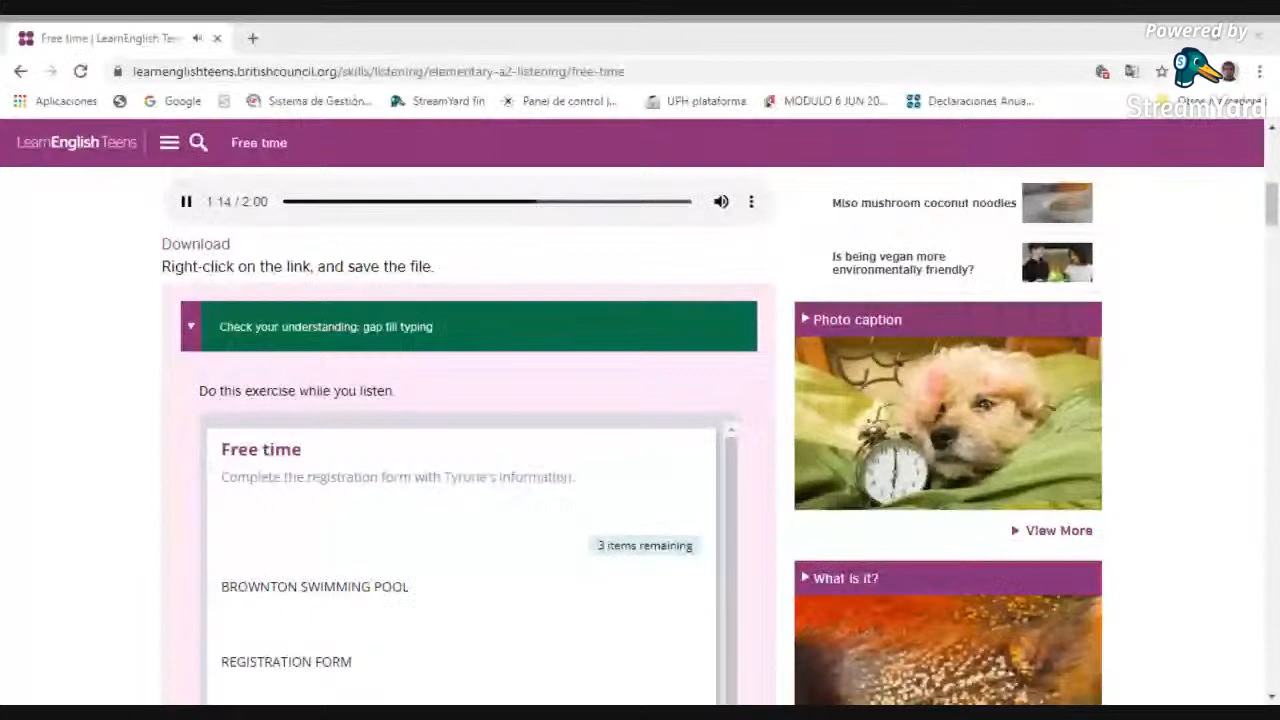 Powered by
Free time | LearnEnglish Te
learnenglishteens.britishcouncil.org/skills/listening/elementary-a2-listening/free-time
StreamYard
Aplicaciones
Google
Sistema de Gestión...
StreamYard fin
Panel de control j...
UPH plataforma
MODULO 6 JUN 20...
Declaraciones Anua...
LearnEnglish Teens
Free time
1:14 / 2:00
Miso mushroom coconut noodles
Download
Right-click on the link, and save the file.
Is being vegan more
environmentally friendly?
Check your understanding: gap fill typing
Photo caption
Do this exercise while you listen.
Free time
Complete the registration form with Tyrone's information.
3 items remaining
View More
BROWNTON SWIMMING POOL
What is it?
REGISTRATION FORM